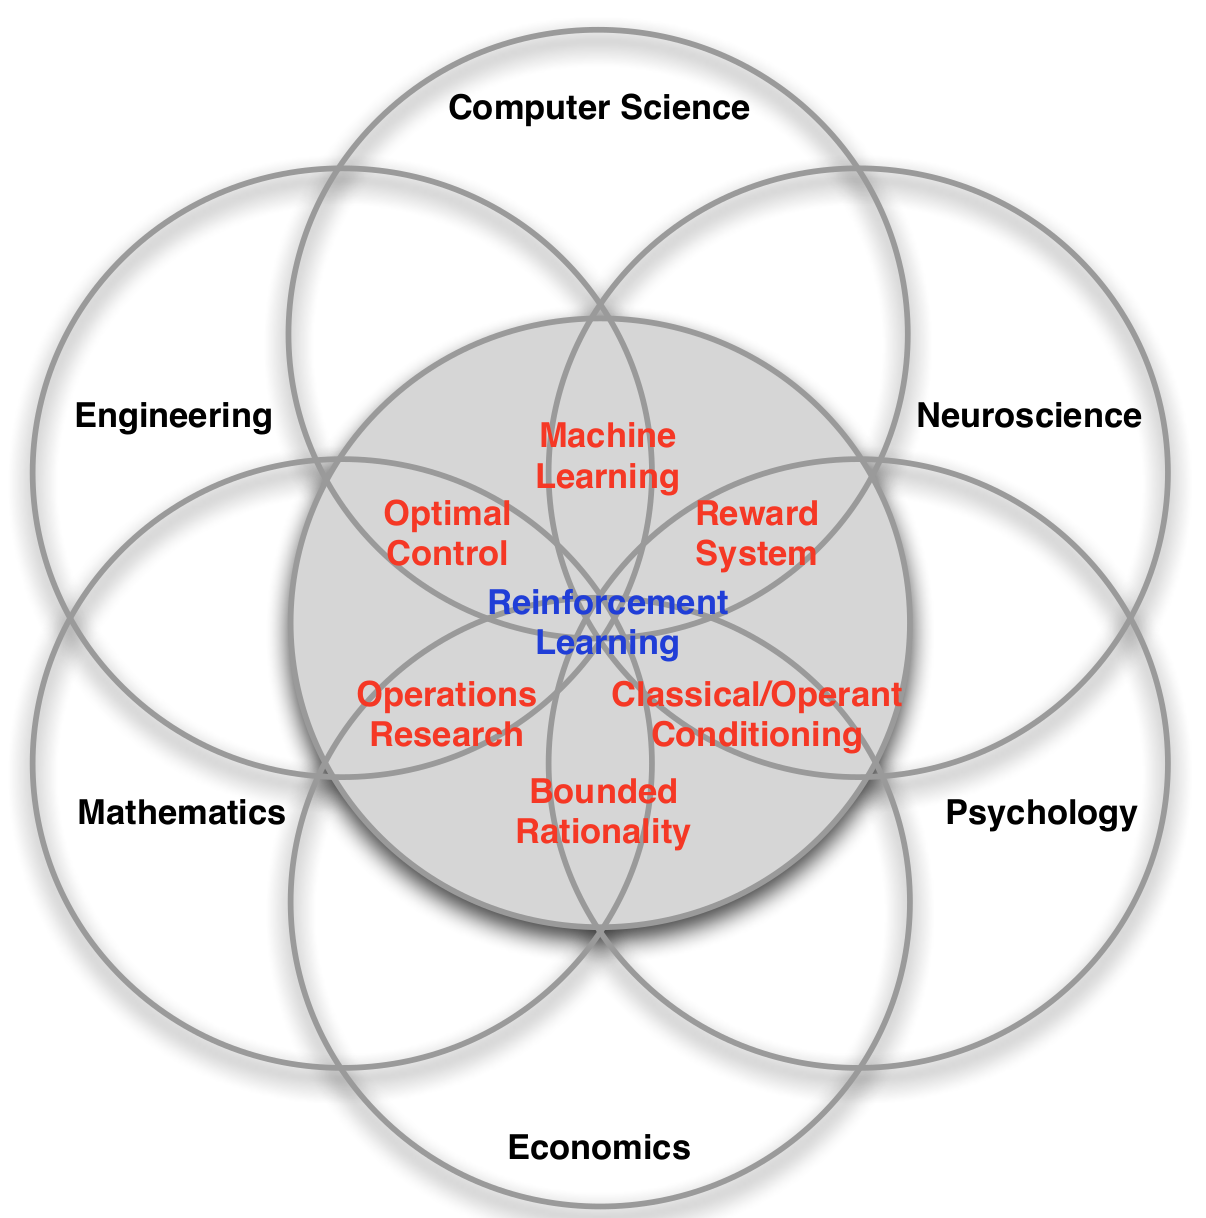 Computer Science
Engineering
Neuroscience
Machine
Learning
Optimal
Control
Reward
System
Reinforcement
Learning
Operations
Research
Classical/Operant
Conditioning
Bounded
Rationality
Mathematics
Psychology
Economics